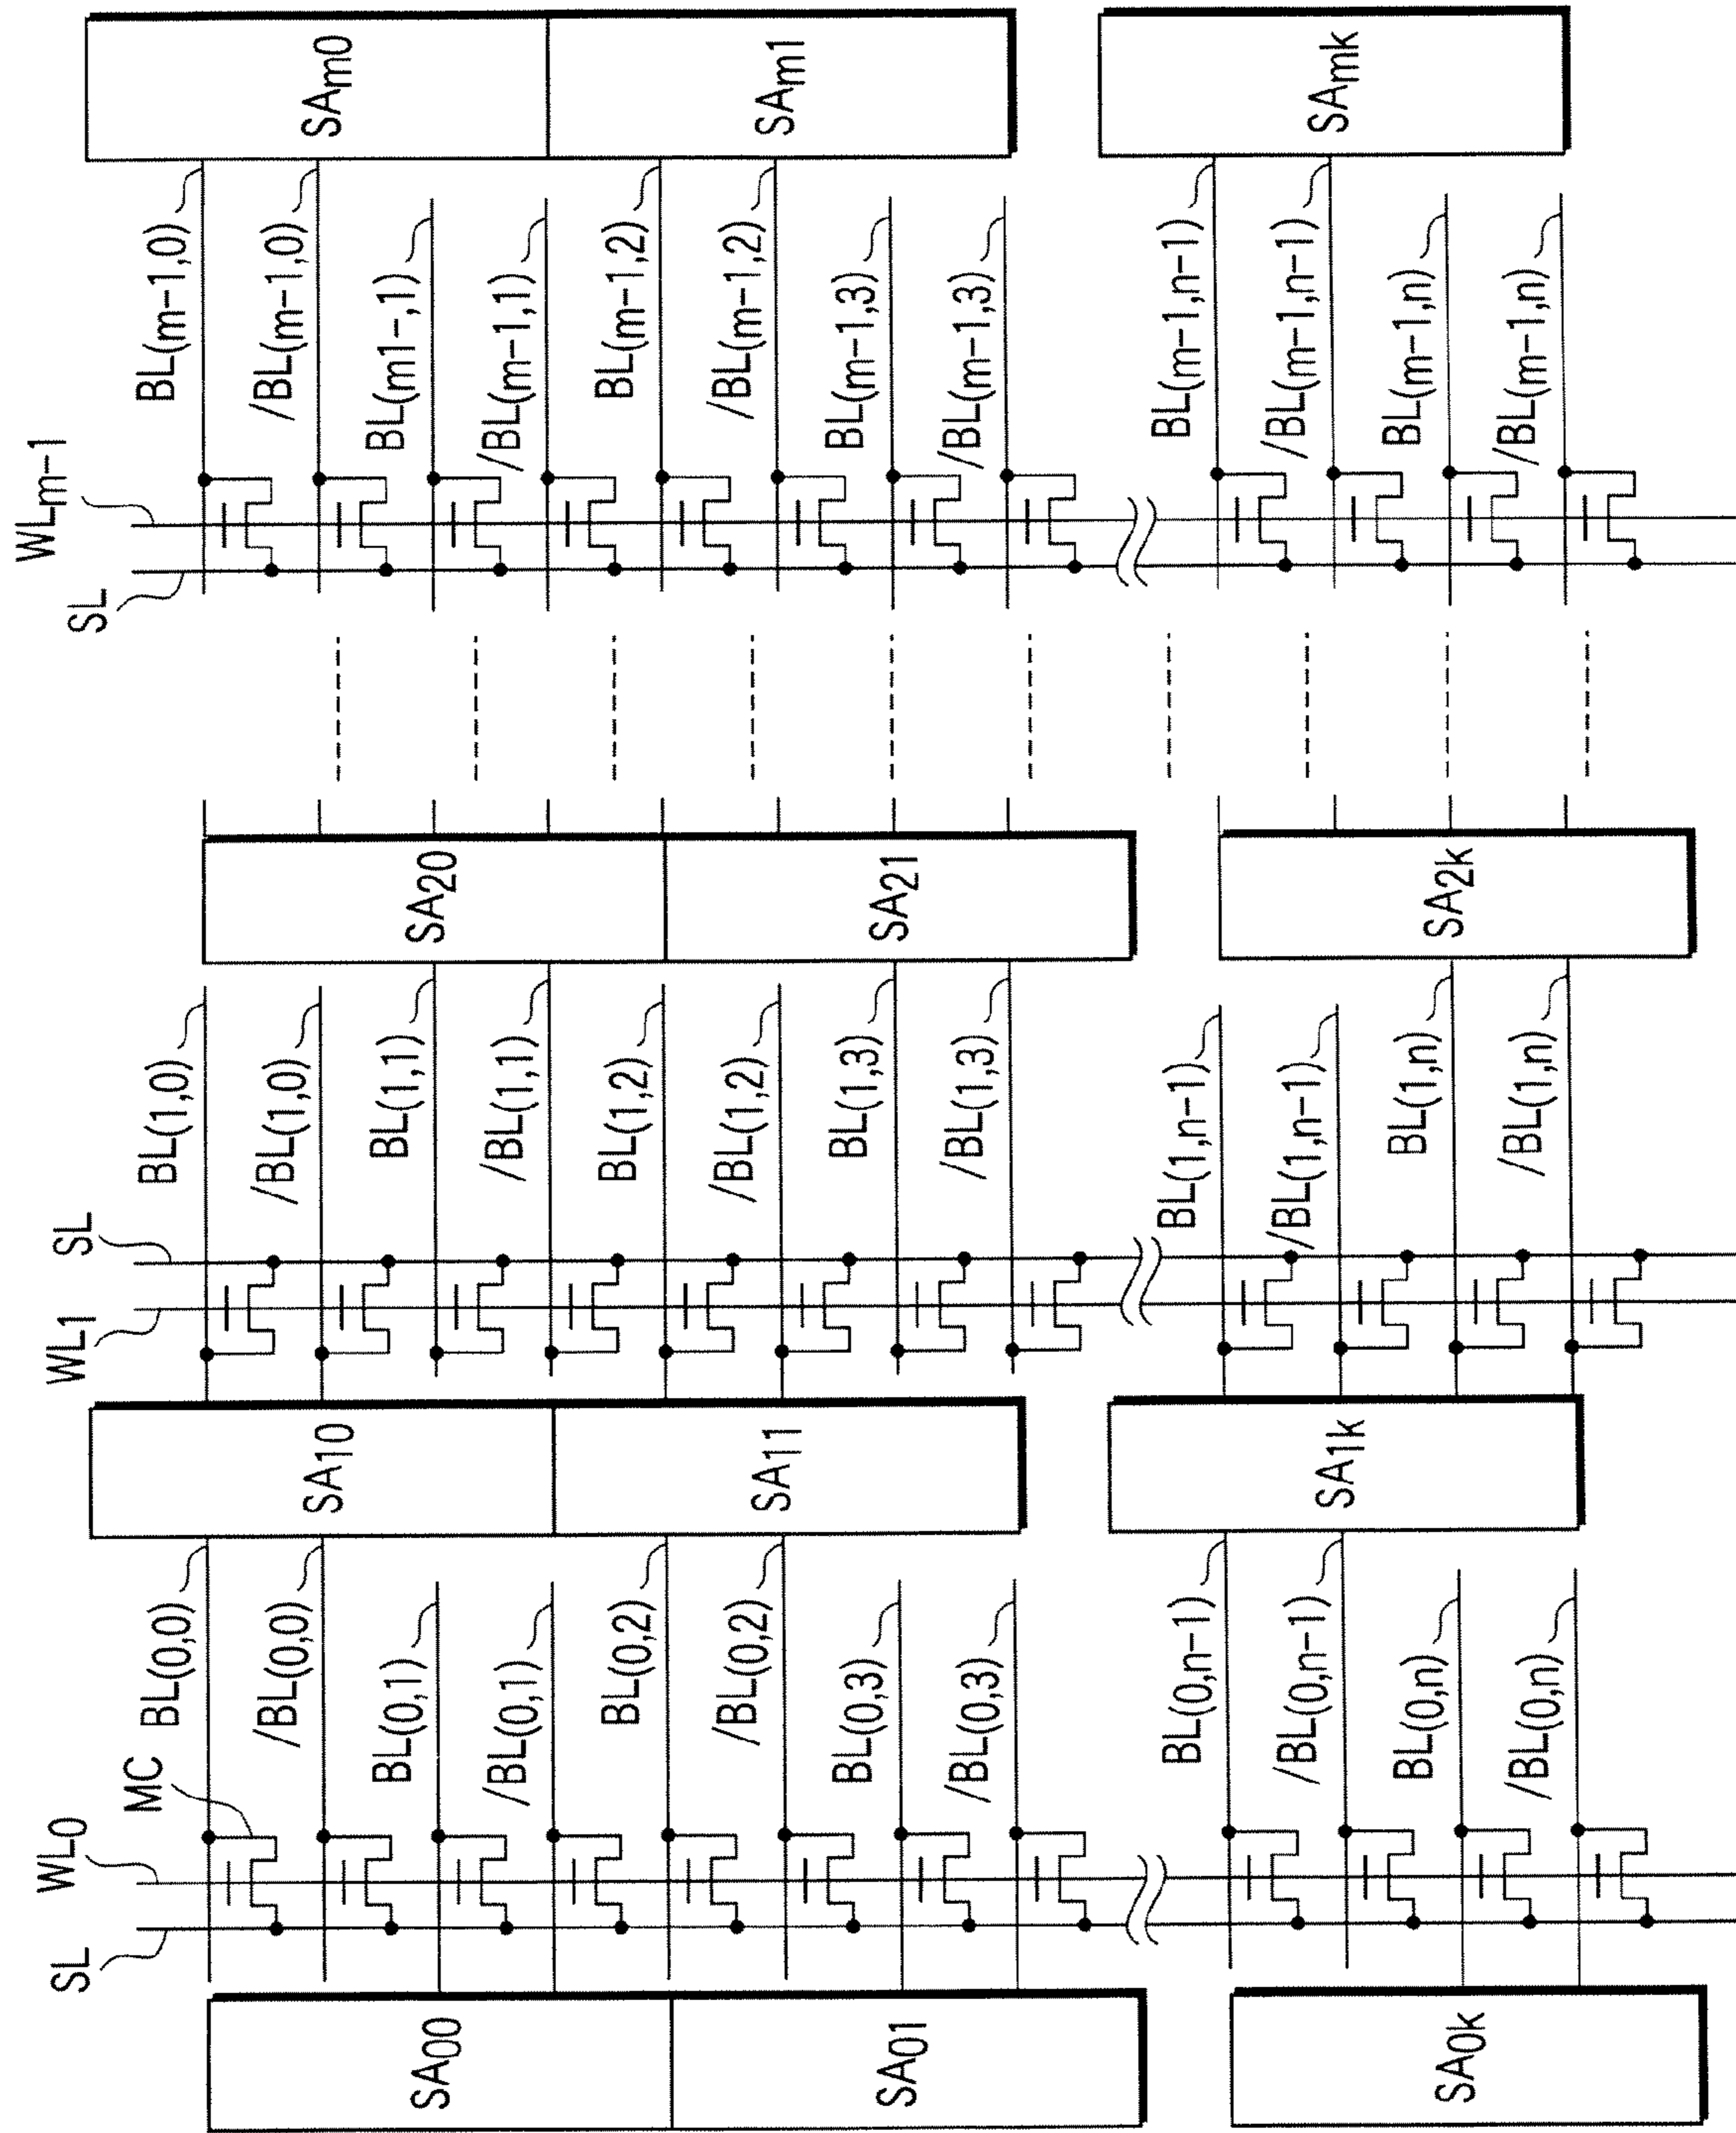 SL
WL0
MC
BL(0,0)
/BL(0,0)
BL(0,1)
/BL(0,1)
BL(0,2)
/BL(0,2)
BL(0,3)
/BL(0,3)
BL(0,n-1)
/BL(0,n-1)
BL(0,n)
/BL(0,n)
SA00
SA01
SA0k
SA10
SA11
SA1k
WL1
SL
BL(1,0)
/BL(1,0)
BL(1,1)
/BL(1,1)
BL(1,2)
/BL(1,2)
BL(1,3)
/BL(1,3)
BL(1,n-1)
/BL(1,n-1)
BL(1,n)
/BL(1,n)
SA20
SA21
SA2k
SL
WLm-1
BL(m-1,0)
/BL(m-1,0)
BL(m1-,1)
/BL(m-1,1)
BL(m-1,2)
/BL(m-1,2)
BL(m-1,3)
/BL(m-1,3)
BL(m-1,n-1)
/BL(m-1,n-1)
BL(m-1,n)
/BL(m-1,n)
SAm0
SAm1
SAmk